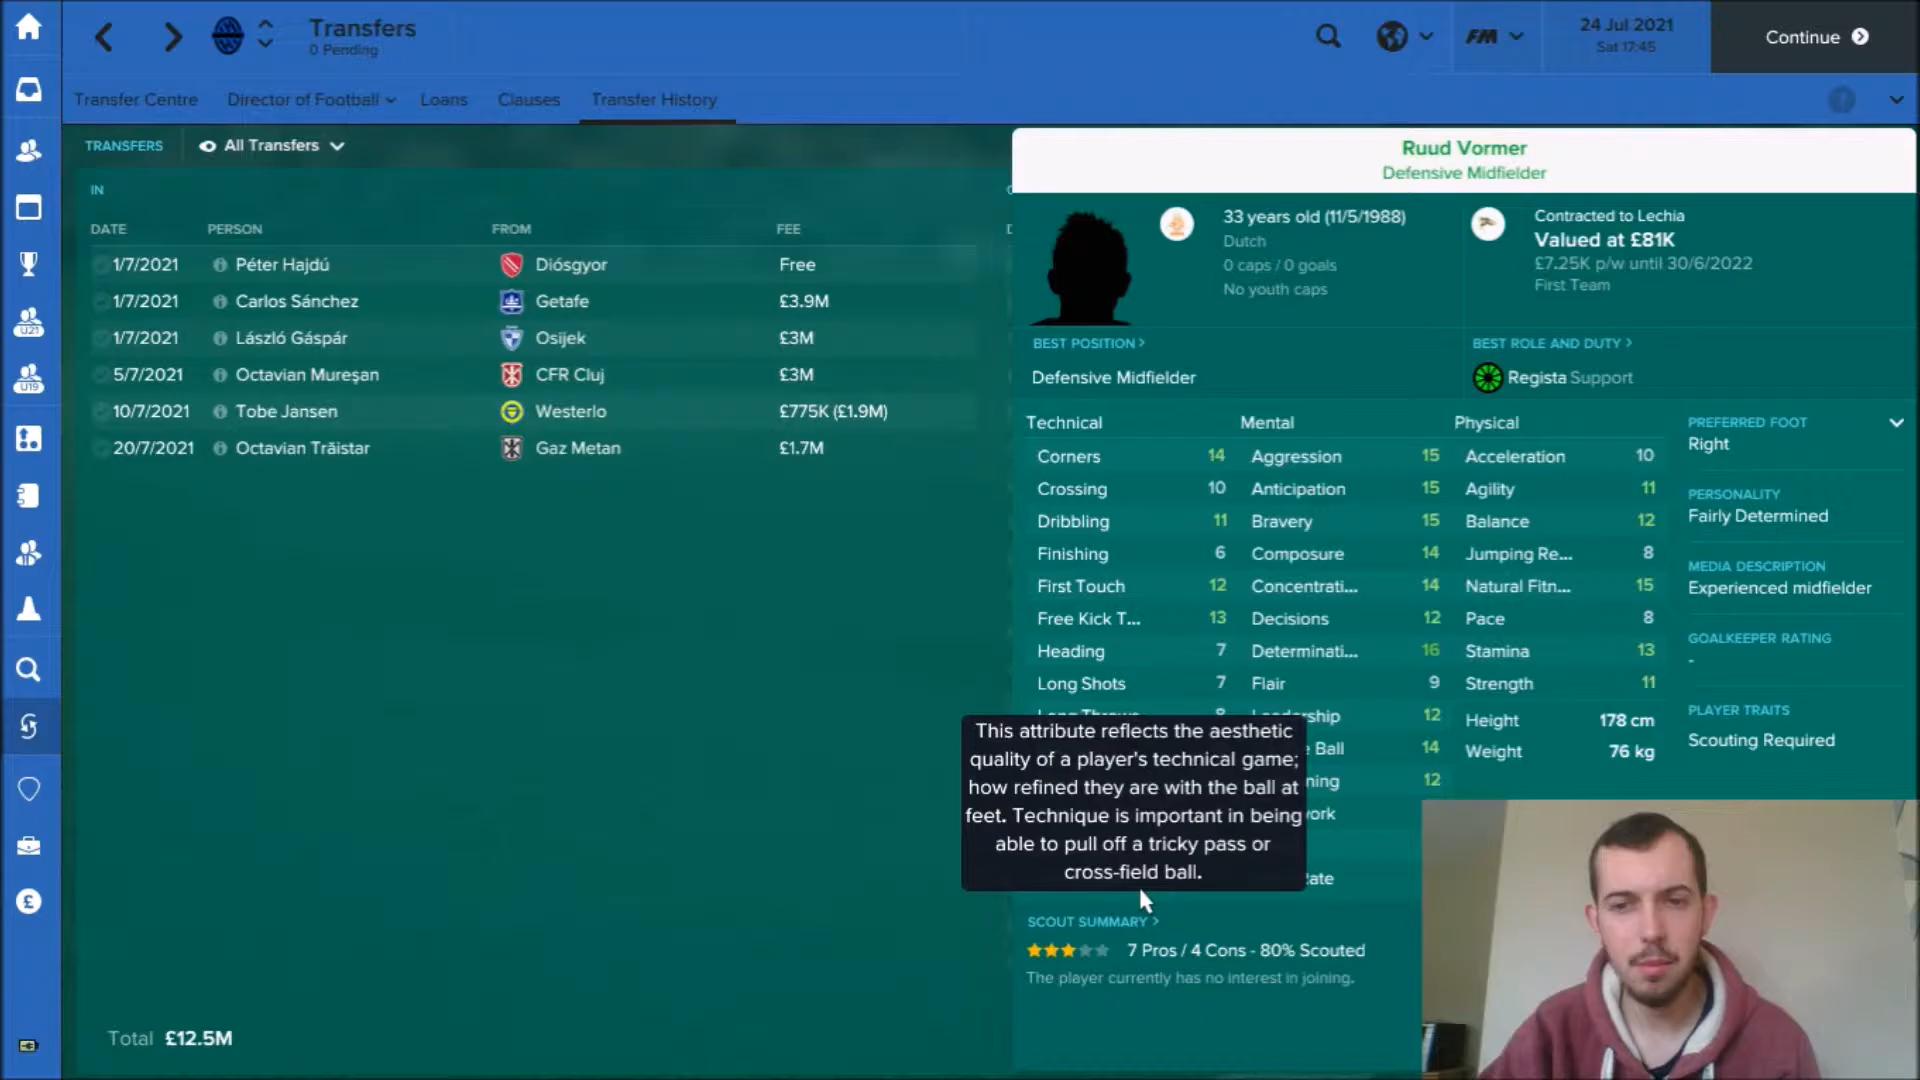 Transfers
0 Pending
FM
24 Jul 2021
Sat 17:45
Continue
Transfer Centre
Director of Football
Loans
Clauses
Transfer History
TRANSFERS
All Transfers
IN
DATE PERSON FROM FEE
1/7/2021 Péter Hajdú Diósgyor Free
1/7/2021 Carlos Sánchez Getafe £3.9M
1/7/2021 László Gáspár Osijek £3M
5/7/2021 Octavian Mureşan CFR Cluj £3M
10/7/2021 Tobe Jansen Westerlo £775K (£1.9M)
20/7/2021 Octavian Trăistar Gaz Metan £1.7M
Total £12.5M
U21
U19
Ruud Vormer
Defensive Midfielder
33 years old (11/5/1988)
Dutch
0 caps / 0 goals
No youth caps
Contracted to Lechia
Valued at £81K
£7.25K p/w until 30/6/2022
First Team
BEST POSITION >
Defensive Midfielder
BEST ROLE AND DUTY >
Regista Support
Technical Mental Physical
Corners 14 Aggression 15 Acceleration 10
Crossing 10 Anticipation 15 Agility 11
Dribbling 11 Bravery 15 Balance 12
Finishing 6 Composure 14 Jumping Re... 8
First Touch 12 Concentrati... 14 Natural Fitn... 15
Free Kick T... 13 Decisions 12 Pace 8
Heading 7 Determinati... 16 Stamina 13
Long Shots 7 Flair 9 Strength 11
12 Height 178 cm
Ball 14 Weight 76 kg
12
PREFERRED FOOT
Right
PERSONALITY
Fairly Determined
MEDIA DESCRIPTION
Experienced midfielder
GOALKEEPER RATING
-
PLAYER TRAITS
Scouting Required
This attribute reflects the aesthetic
quality of a player's technical game;
how refined they are with the ball at
feet. Technique is important in being
able to pull off a tricky pass or
cross-field ball.
SCOUT SUMMARY >
7 Pros / 4 Cons - 80% Scouted
The player currently has no interest in joining.